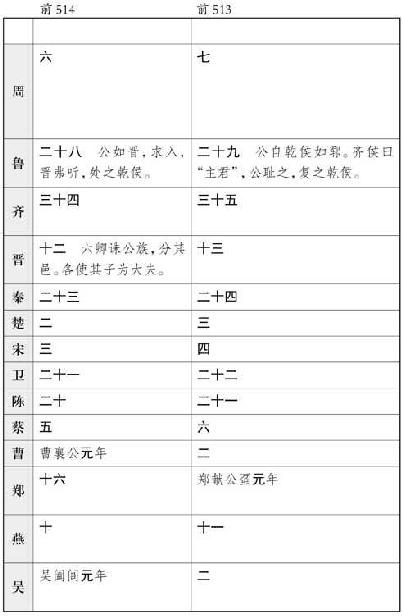 前514 前513
周 六 七
鲁 二十八 公如晋,求入, 二十九 公自乾侯如郓。齐侯曰
晋弗听,处之乾侯。 “主君”,公耻之,复之乾侯。
齐 三十四 三十五
晋 十二 六卿诛公族,分其 十三
邑。各使其子为大夫。
秦 二十三 二十四
楚 二 三
宋 三 四
卫 二十一 二十二
陈 二十 二十一
蔡 五 六
曹 曹襄公元年 二
郑 十六 郑献公虿元年
燕 十 十一
吴 吴阖闾元年 二